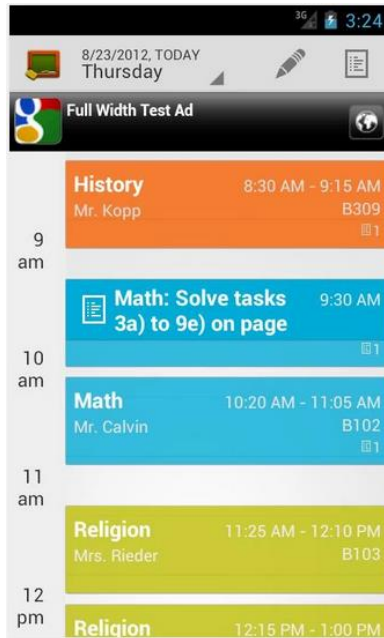 3G 3:24
8/23/2012, TODAY
Thursday
Full Width Test Ad
History 8:30 AM - 9:15 AM
Mr. Kopp B309
1
9
am
Math: Solve tasks 9:30 AM
3a) to 9e) on page
1
10
am
Math 10:20 AM - 11:05 AM
Mr. Calvin B102
1
11
am
Religion 11:25 AM - 12:10 PM
Mrs. Rieder B103
12
pm
Religion 12:15 PM - 1:00 PM